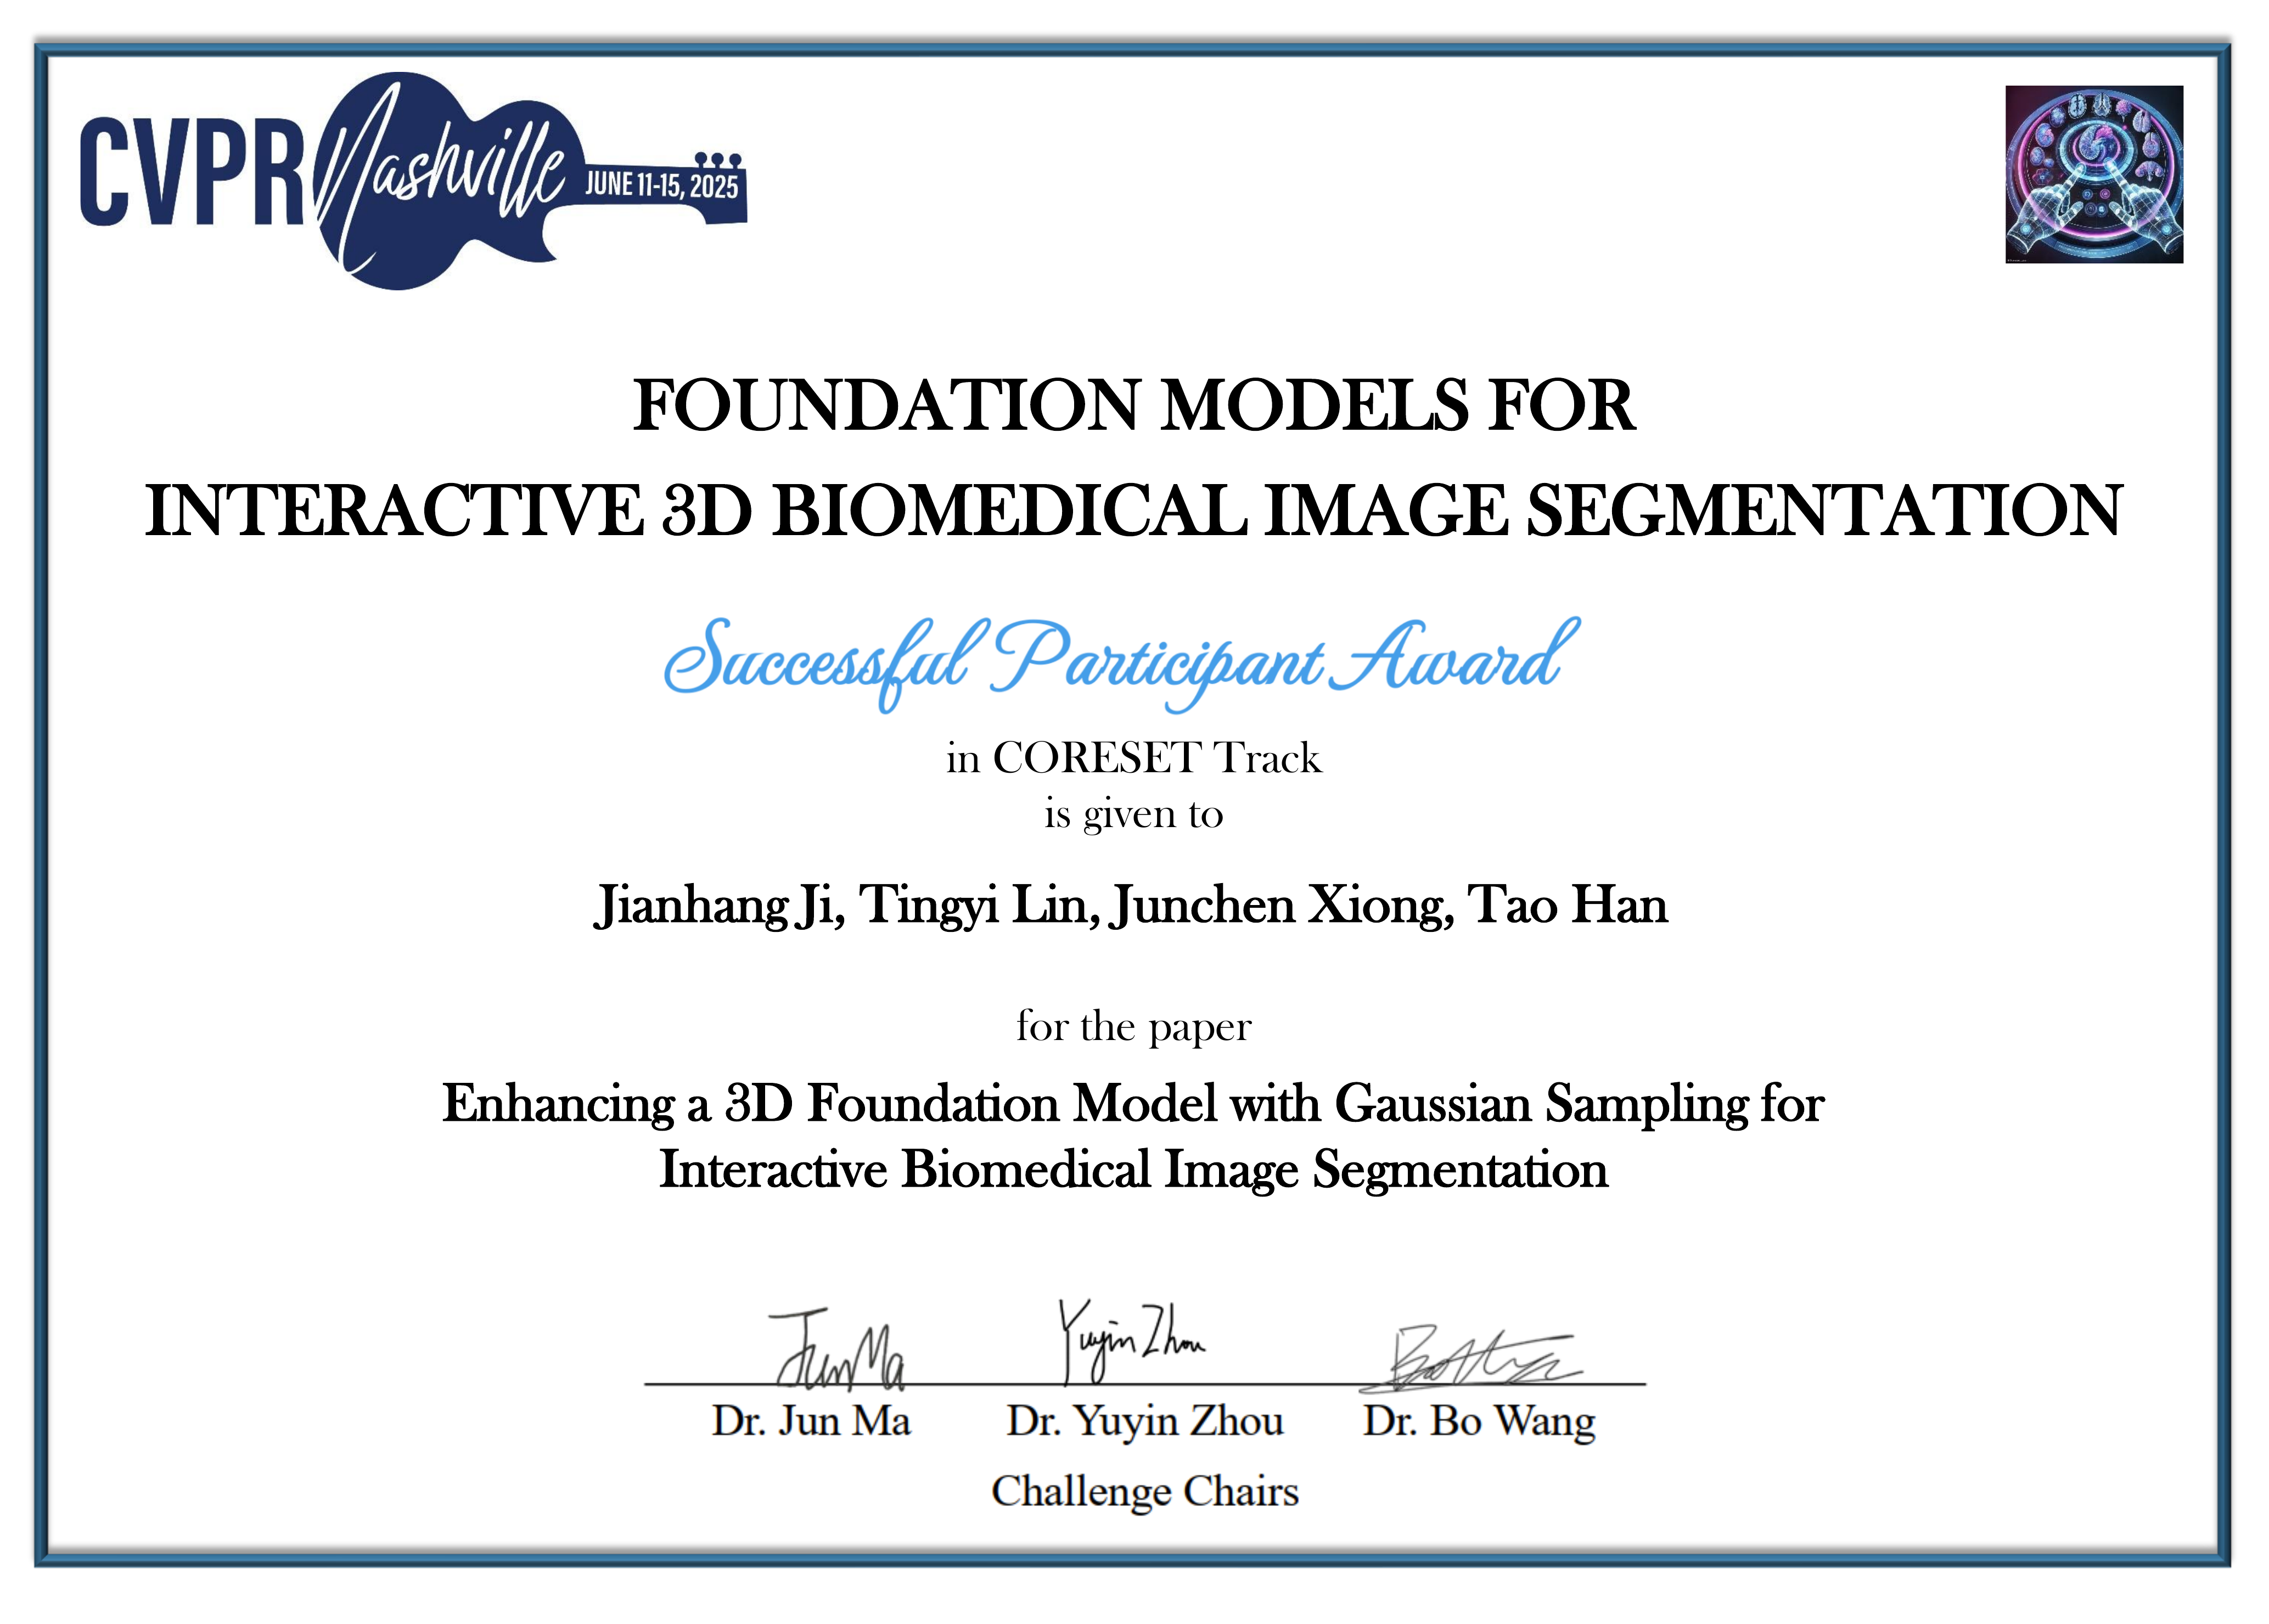 CVPR Nashville JUNE 11-15, 2025
FOUNDATION MODELS FOR
INTERACTIVE 3D BIOMEDICAL IMAGE SEGMENTATION
Successful Participant Award
in CORESET Track
is given to
Jianhang Ji, Tingyi Lin, Junchen Xiong, Tao Han
for the paper
Enhancing a 3D Foundation Model with Gaussian Sampling for
Interactive Biomedical Image Segmentation
Jun Ma Yuyin Zhou Bo Wang
Dr. Jun Ma Dr. Yuyin Zhou Dr. Bo Wang
Challenge Chairs